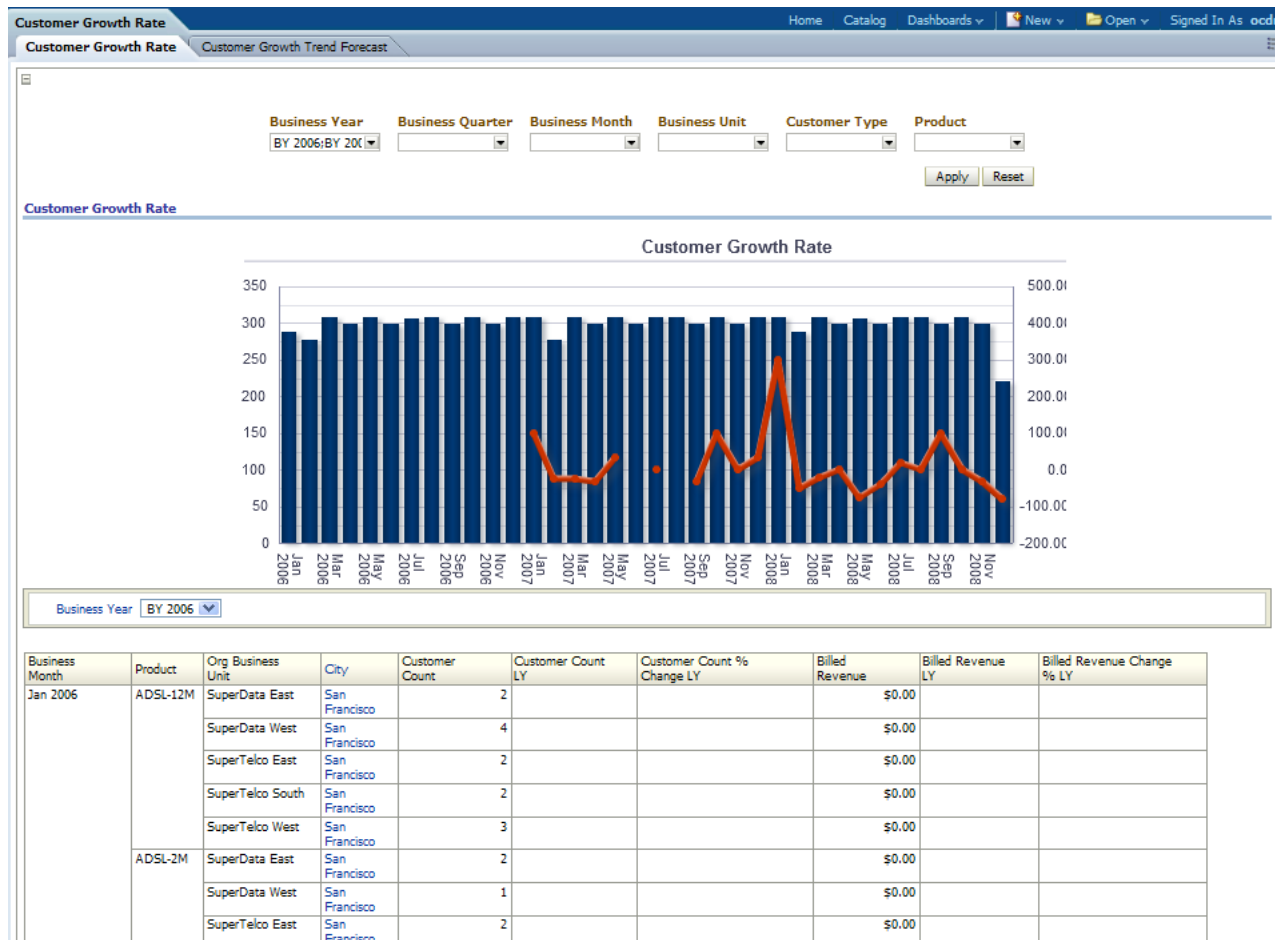 Customer Growth Rate
Home Catalog Dashboards New Open Signed In As
Customer Growth Rate Customer Growth Trend Forecast
Business Year Business Quarter Business Month Business Unit Customer Type Product
BY 2006;BY
Apply Reset
Customer Growth Rate
Customer Growth Rate
350 500.0
300 400.0
250 300.0
200 200.0
150 100.0
100 0.0
50 -100.0
0 -200.0
Jan 2006 Mar 2006 May 2006 Jul 2006 Sep 2006 Nov 2006 Jan 2007 Mar 2007 May 2007 Jul 2007 Sep 2007 Nov 2007 Jan 2008 Mar 2008 May 2008 Jul 2008 Sep 2008 Nov 2008
Business Year BY 2006
Business Month Product Org Business Unit City Customer Count Customer Count LY Customer Count % Change LY Billed Revenue Billed Revenue LY Billed Revenue Change % LY
Jan 2006 ADSL-12M SuperData East San Francisco 2 $0.00
SuperData West San Francisco 4 $0.00
SuperTelco East San Francisco 2 $0.00
SuperTelco South San Francisco 2 $0.00
SuperTelco West San Francisco 3 $0.00
ADSL-2M SuperData East San Francisco 2 $0.00
SuperData West San Francisco 1 $0.00
SuperTelco East San Francisco 2 $0.00